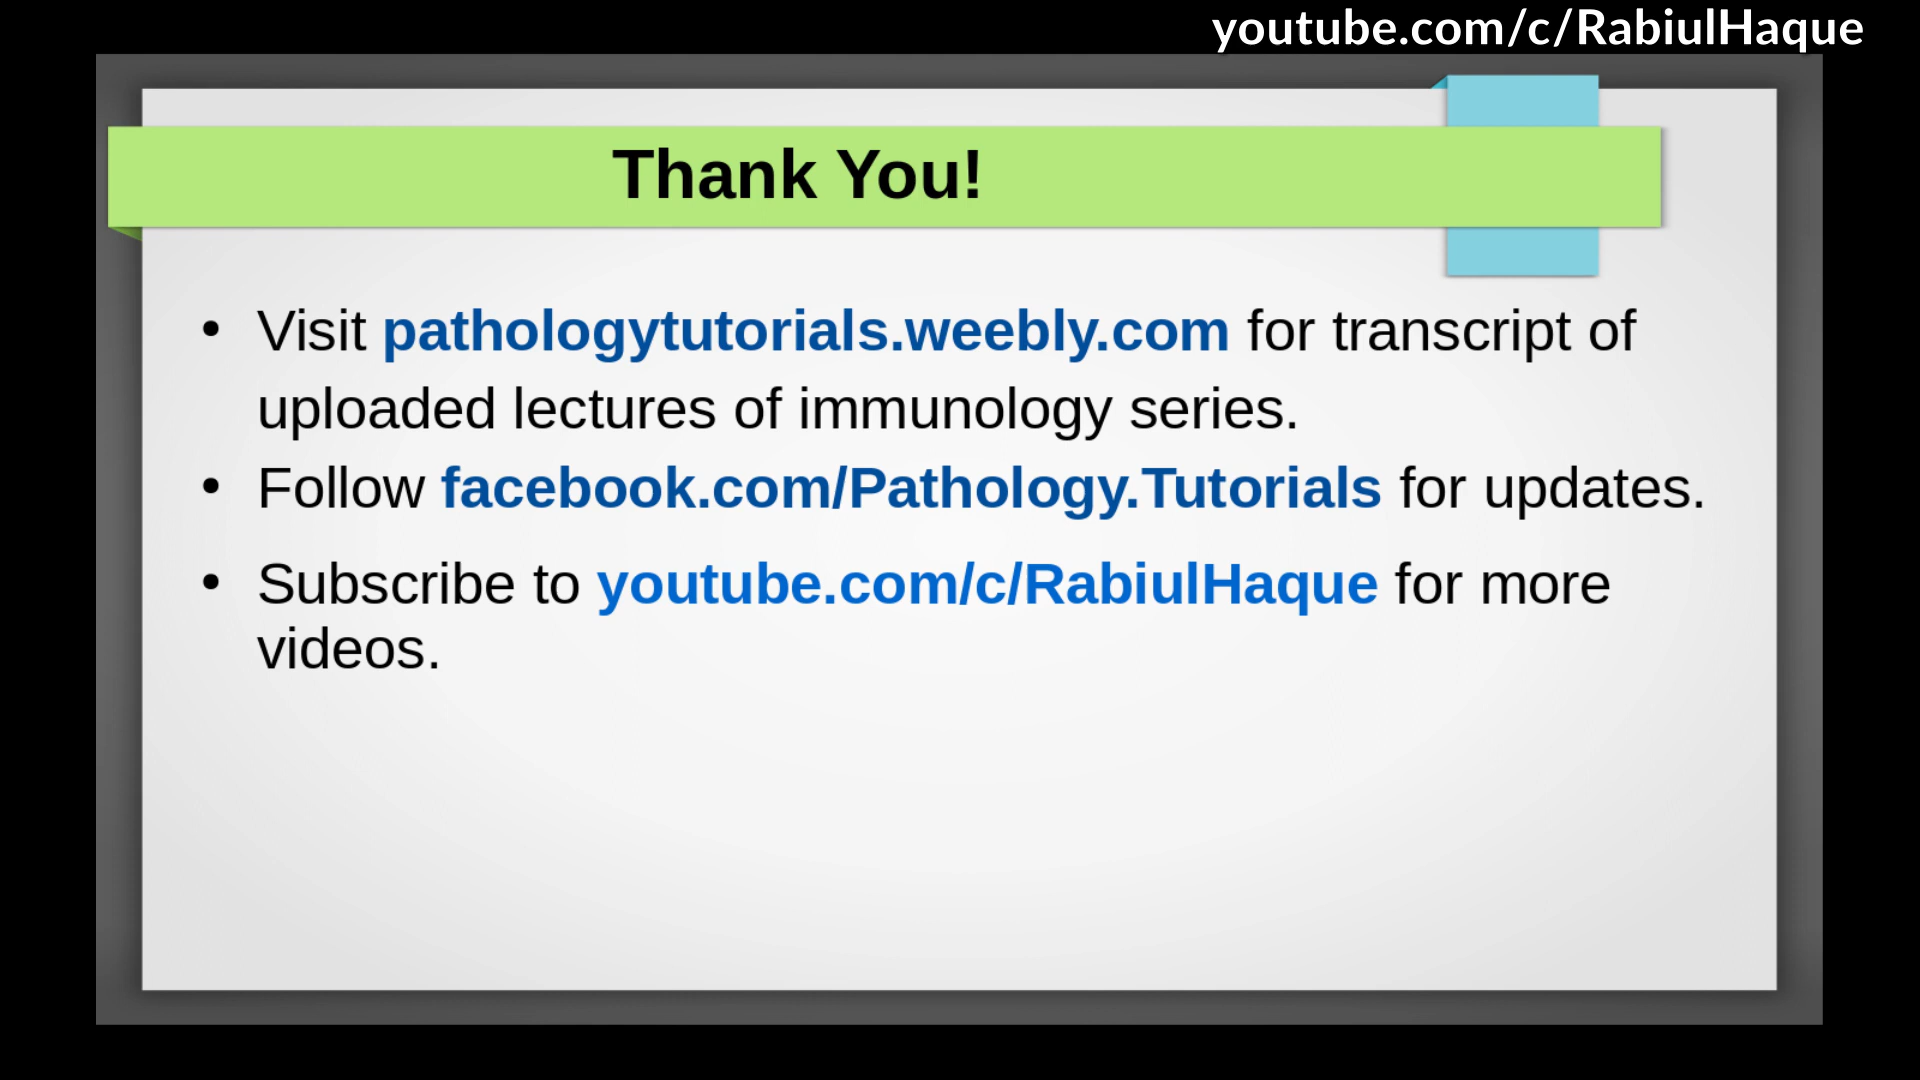 youtube.com/c/RabiulHaque
Thank You!
• Visit pathologytutorials.weebly.com for transcript of
uploaded lectures of immunology series.
• Follow facebook.com/Pathology.Tutorials for updates.
• Subscribe to youtube.com/c/RabiulHaque for more
videos.